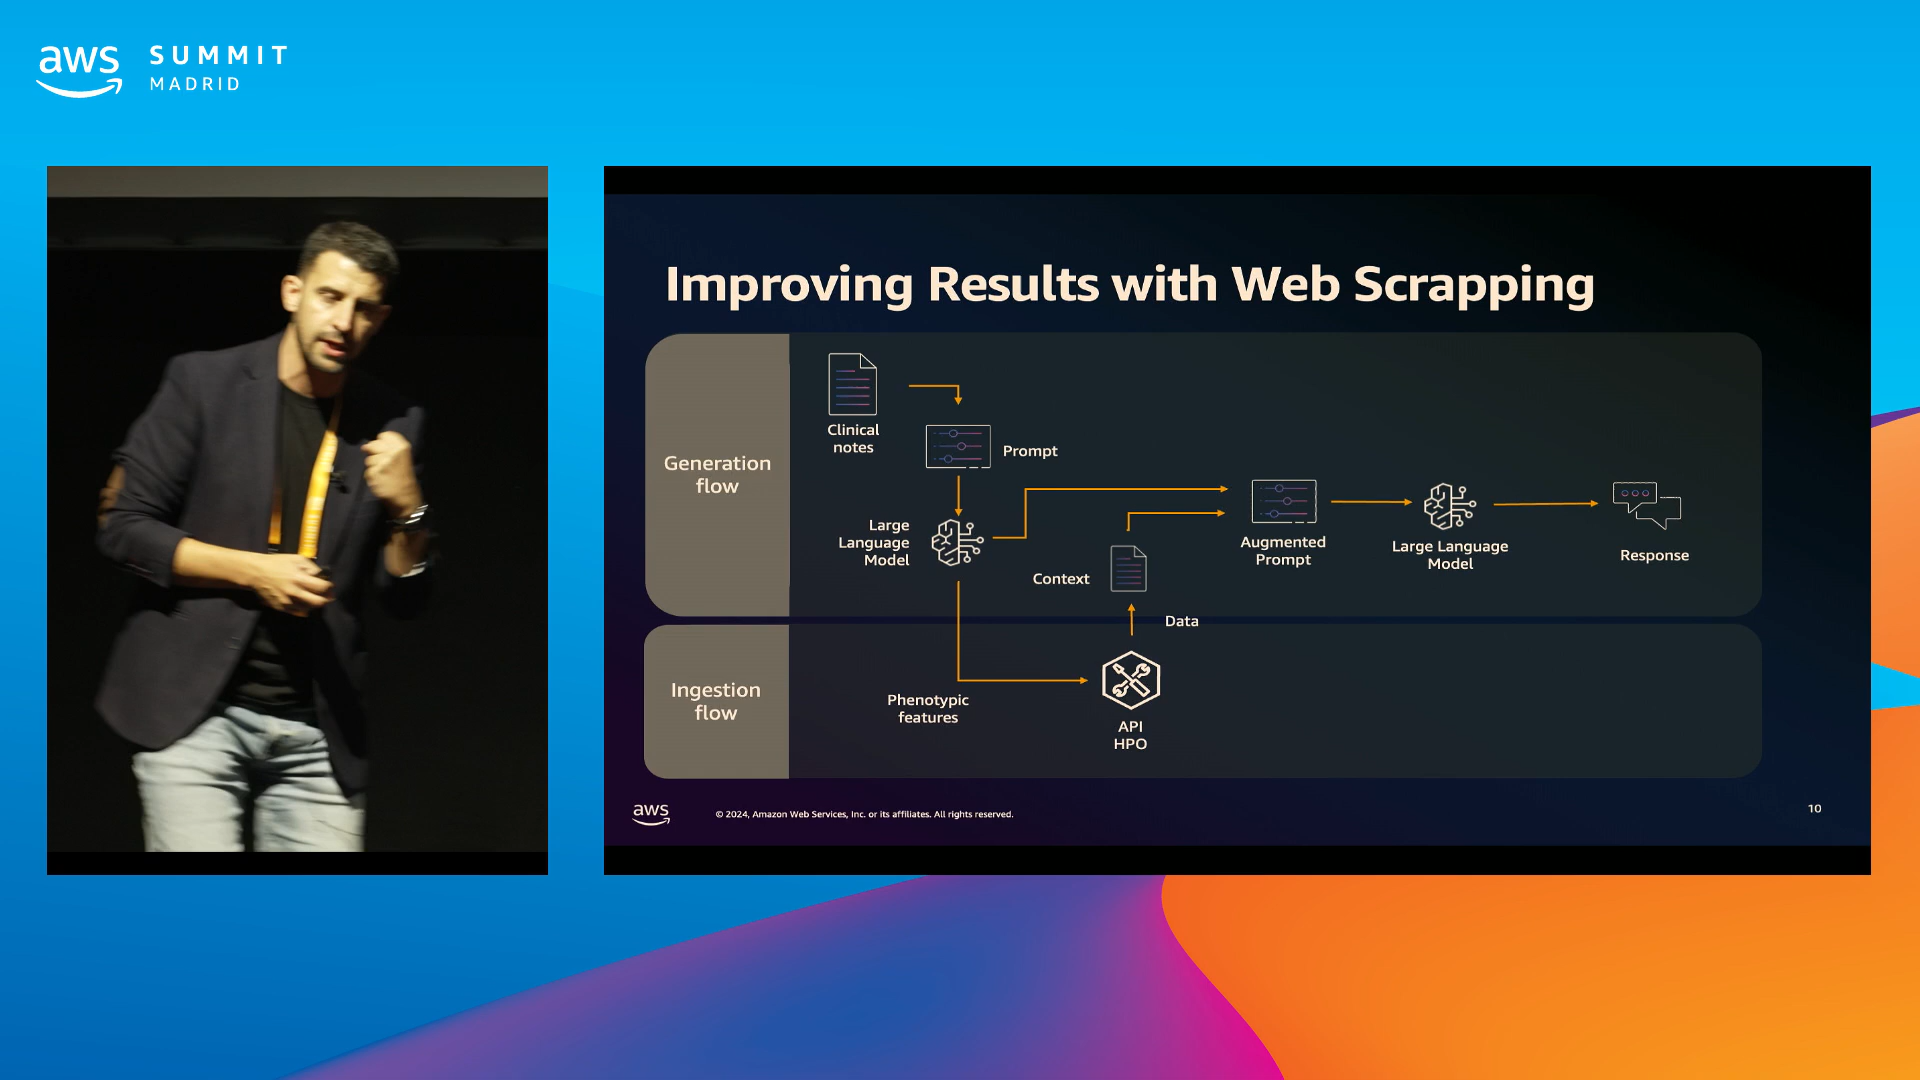 aws
SUMMIT
MADRID
Improving Results with Web Scrapping
Generation
flow
Clinical
notes
Prompt
Large
Language
Model
Context
Data
Augmented
Prompt
Large Language
Model
Response
Ingestion
flow
Phenotypic
features
API
HPO
aws
© 2024, Amazon Web Services, Inc. or its affiliates. All rights reserved.
10